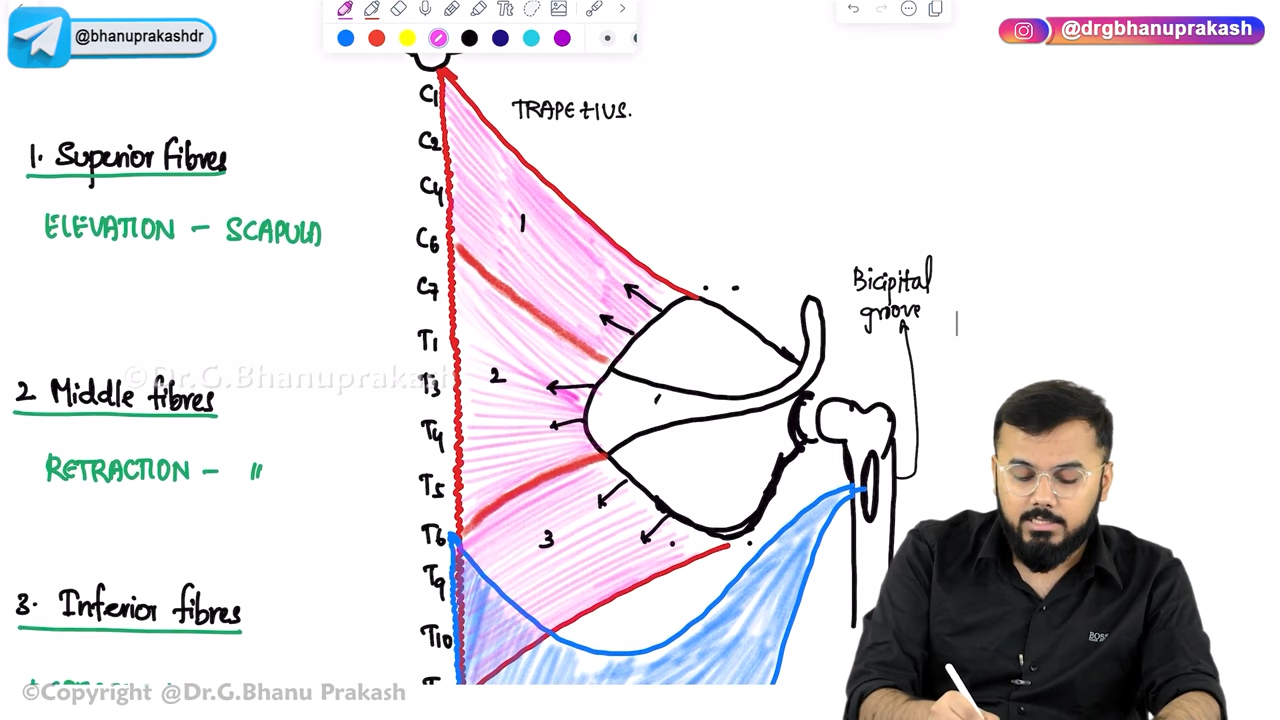 @bhanuprakashdr
Tt
@drgbhanuprakash
TRAPEZIUS.
C1
C2
C4
C6
C7
T1
T3
T4
T5
T6
T9
T10
1. Superior fibres
ELEVATION - SCAPULA
1
2 Middle fibres
RETRACTION - "
2
3. Inferior fibres
3
Bicipital
groove
©Dr.G.Bhanuprakash
BOSS
©Copyright @Dr.G.Bhanu Prakash